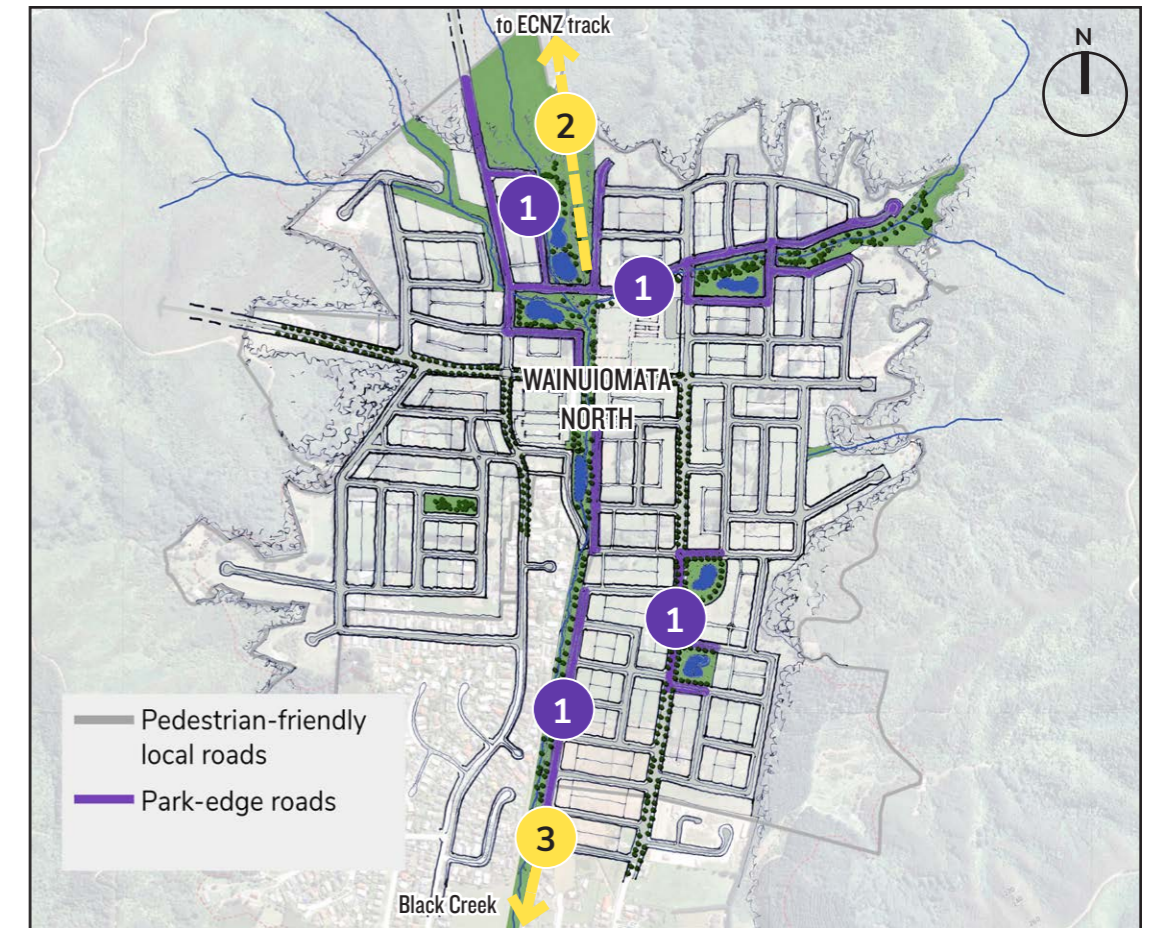 to ECNZ track
N
2
1
1
WAINUIOMATA
NORTH
1
1
Pedestrian-friendly
local roads
Park-edge roads
3
Black Creek